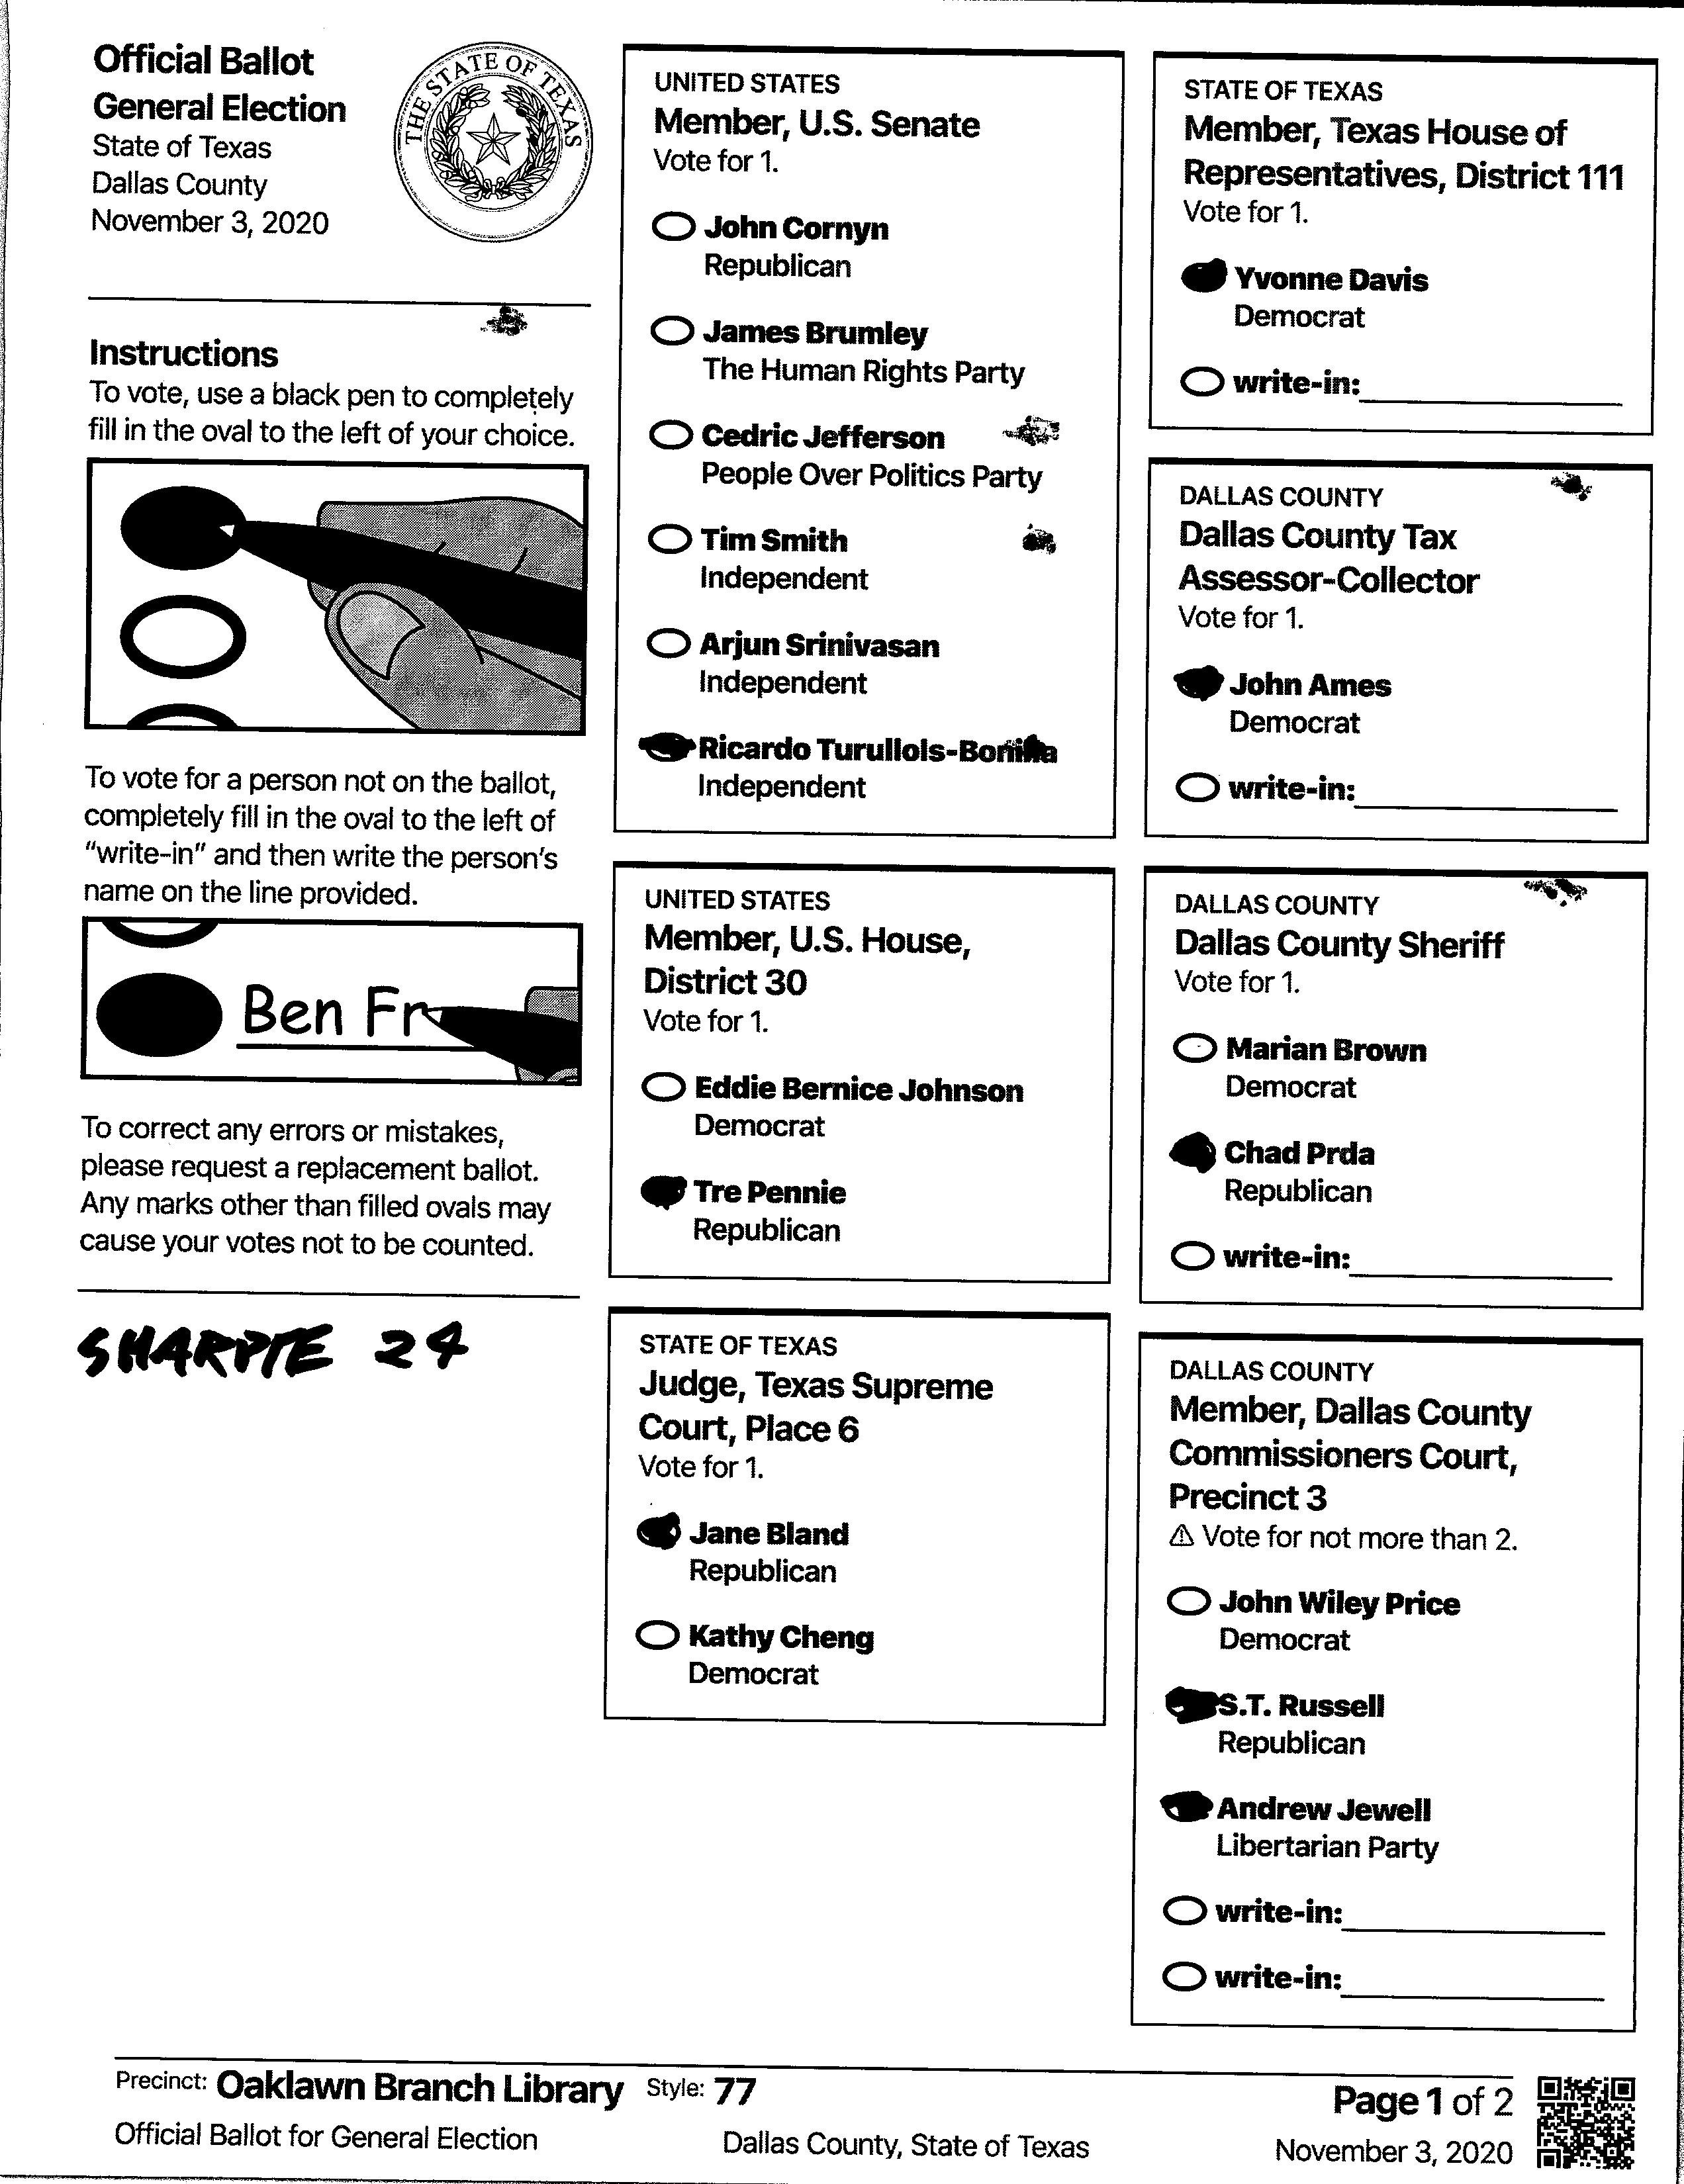 Official Ballot
General Election
State of Texas
Dallas County
November 3, 2020
THE STATE OF TEXAS
Instructions
To vote, use a black pen to completely
fill in the oval to the left of your choice.
To vote for a person not on the ballot,
completely fill in the oval to the left of
“write-in” and then write the person’s
name on the line provided.
Ben Fr
To correct any errors or mistakes,
please request a replacement ballot.
Any marks other than filled ovals may
cause your votes not to be counted.
SHARPIE 24
UNITED STATES
Member, U.S. Senate
Vote for 1.
John Cornyn
Republican
James Brumley
The Human Rights Party
Cedric Jefferson
People Over Politics Party
Tim Smith
Independent
Arjun Srinivasan
Independent
Ricardo Turullols-Bonilla
Independent
UNITED STATES
Member, U.S. House,
District 30
Vote for 1.
Eddie Bernice Johnson
Democrat
Tre Pennie
Republican
STATE OF TEXAS
Judge, Texas Supreme
Court, Place 6
Vote for 1.
Jane Bland
Republican
Kathy Cheng
Democrat
STATE OF TEXAS
Member, Texas House of
Representatives, District 111
Vote for 1.
Yvonne Davis
Democrat
write-in:
DALLAS COUNTY
Dallas County Tax
Assessor-Collector
Vote for 1.
John Ames
Democrat
write-in:
DALLAS COUNTY
Dallas County Sheriff
Vote for 1.
Marian Brown
Democrat
Chad Prda
Republican
write-in:
DALLAS COUNTY
Member, Dallas County
Commissioners Court,
Precinct 3
⚠ Vote for not more than 2.
John Wiley Price
Democrat
S.T. Russell
Republican
Andrew Jewell
Libertarian Party
write-in:
write-in:
Precinct: Oaklawn Branch Library Style: 77
Page 1 of 2
Official Ballot for General Election
Dallas County, State of Texas
November 3, 2020